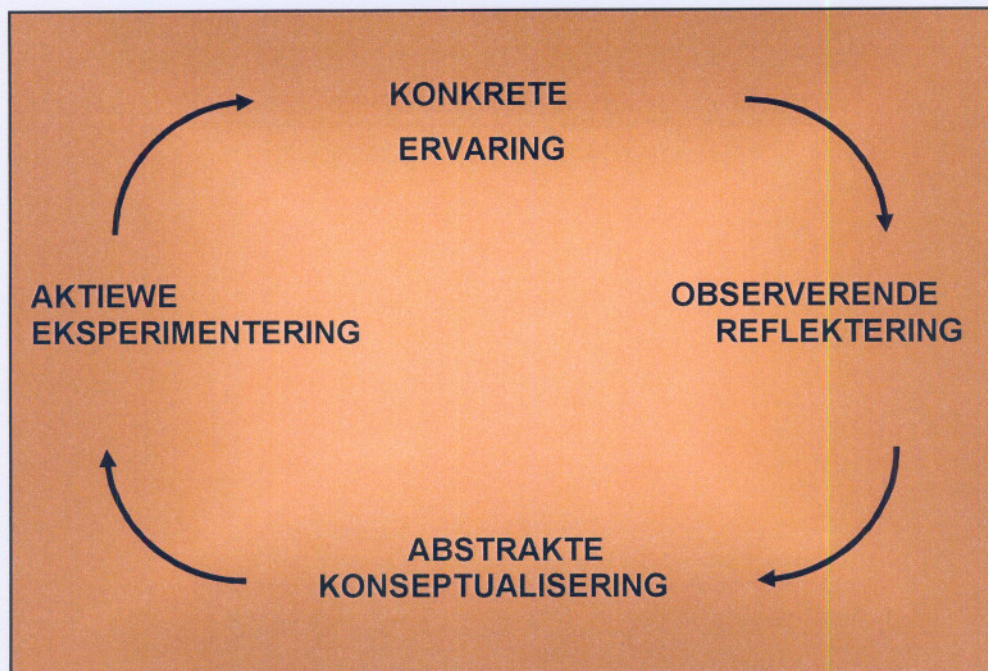 KONKRETE
ERVARING
OBSERVERENDE
REFLEKTERING
ABSTRAKTE
KONSEPTUALISERING
AKTIEWE
EKSPERIMENTERING